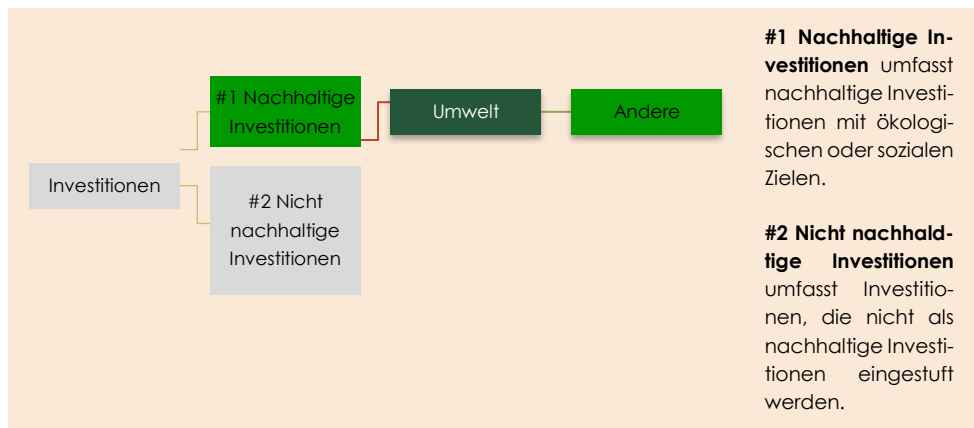 #1 Nachhaltige
Investitionen
Umwelt
Andere
Investitionen
#2 Nicht
nachhaltige
Investitionen
#1 Nachhaltige In-
vestitionen umfasst
nachhaltige Investi-
tionen mit ökologi-
schen oder sozialen
Zielen.
#2 Nicht nachhald-
tige Investitionen
umfasst Investitio-
nen, die nicht als
nachhaltige Investi-
tionen eingestuft
werden.